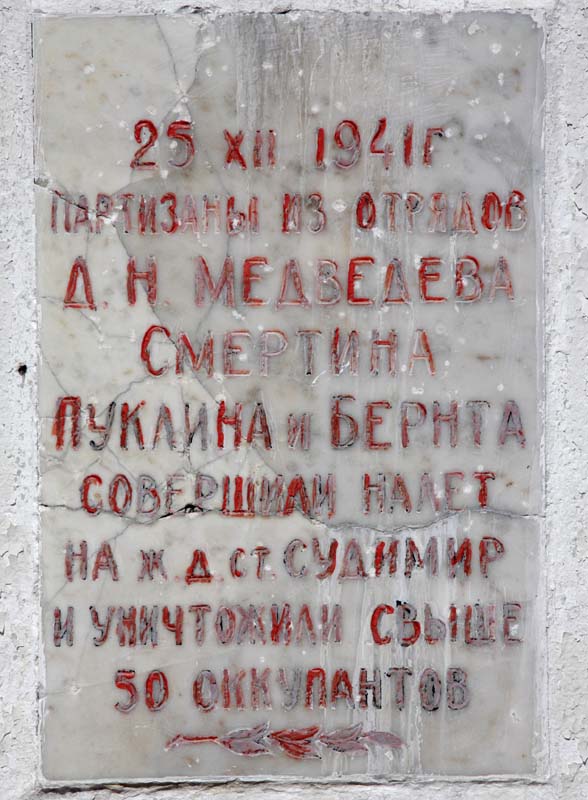 25 XII 1941 г
ПАРТИЗАНЫ ИЗ ОТРЯДОВ
Д. Н. МЕДВЕДЕВА
СМЕРТИНА
ПУКЛИНА и БЕРНТА
СОВЕРШИЛИ НАЛЕТ
НА Ж.Д.СТ. СУДИМИР
И УНИЧТОЖИЛИ СВЫШЕ
50 ОККУПАНТОВ